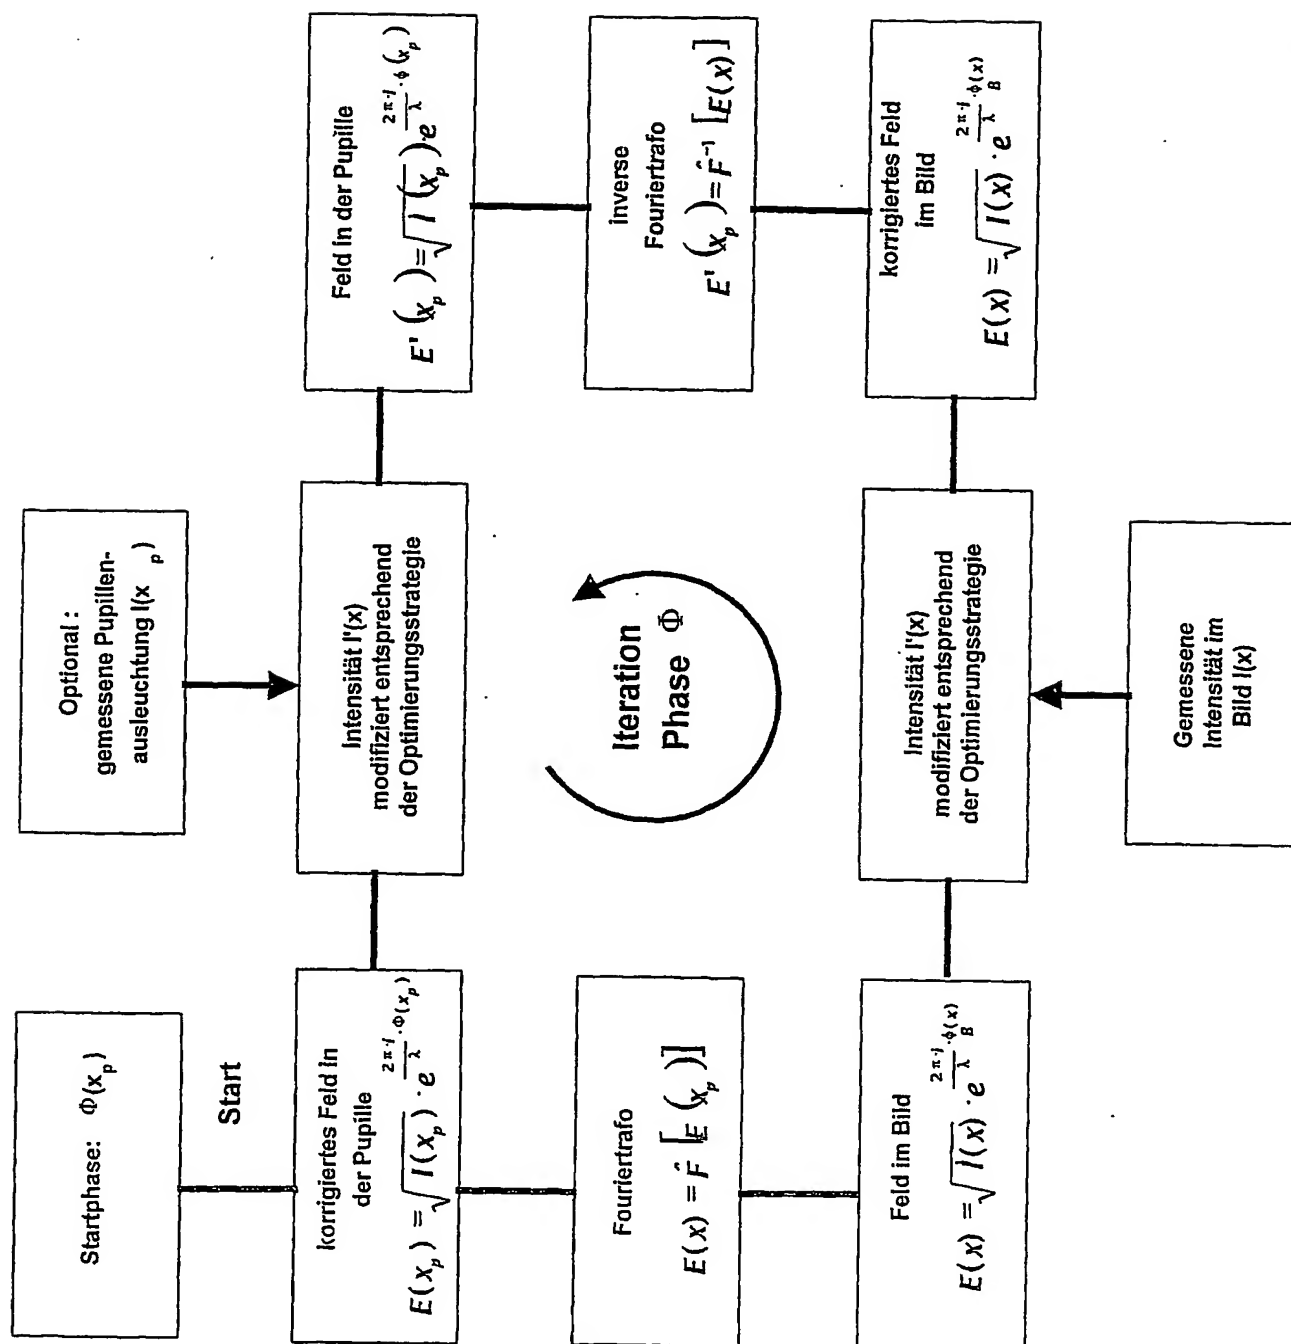 Startphase: Φ(x_p)
Start
korrigiertes Feld in
der Pupille
E(x_p) = √I(x_p) · e^(2π·j/λ · Φ(x_p))
Fouriertrafo
E(x) = F̂ [E(x_p)]
Feld im Bild
E(x) = √I(x) · e^(2π·j/λ · ϕ_B(x))
Optional :
gemessene Pupillen-
ausleuchtung I(x_p)
Intensität I'(x)
modifiziert entsprechend
der Optimierungsstrategie
Iteration
Phase Φ
Intensität I'(x)
modifiziert entsprechend
der Optimierungsstrategie
Gemessene
Intensität im
Bild I(x)
Feld in der Pupille
E'(x_p) = √I(x_p) · e^(2π·j/λ · ϕ(x_p))
inverse
Fouriertrafo
E'(x_p) = F̂⁻¹ [E(x)]
korrigiertes Feld
im Bild
E(x) = √I(x) · e^(2π·j/λ · ϕ_B(x))